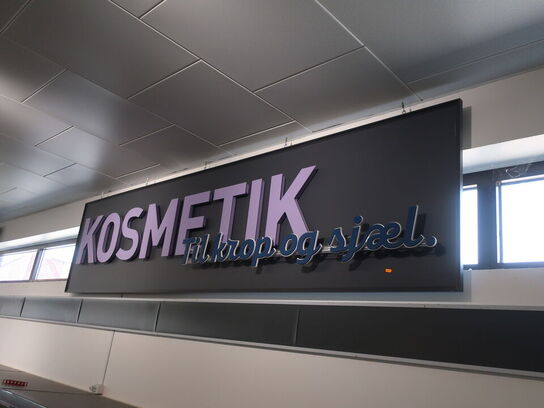 KOSMETIK
Til krop og sjæl.